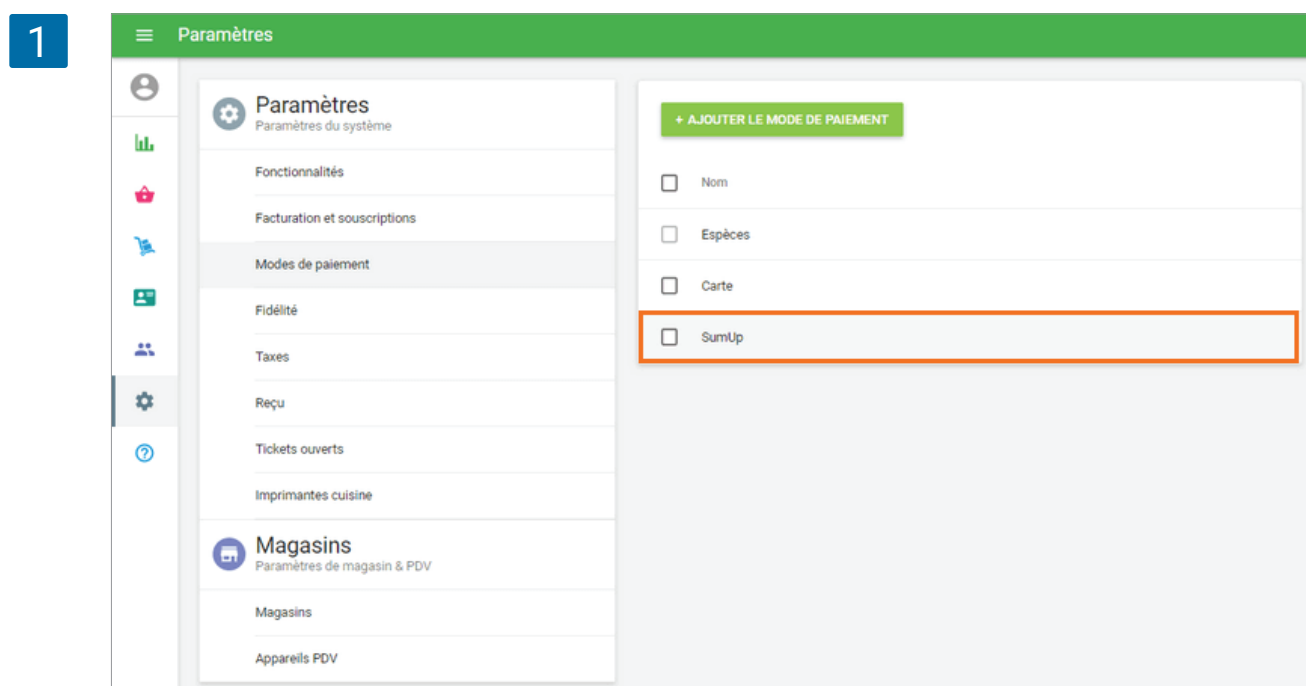 1
Paramètres
Paramètres
Paramètres du système
Fonctionnalités
Facturation et souscriptions
Modes de paiement
Fidélité
Taxes
Reçu
Tickets ouverts
Imprimantes cuisine
Magasins
Paramètres de magasin & PDV
Magasins
Appareils PDV
+ AJOUTER LE MODE DE PAIEMENT
Nom
Espèces
Carte
SumUp